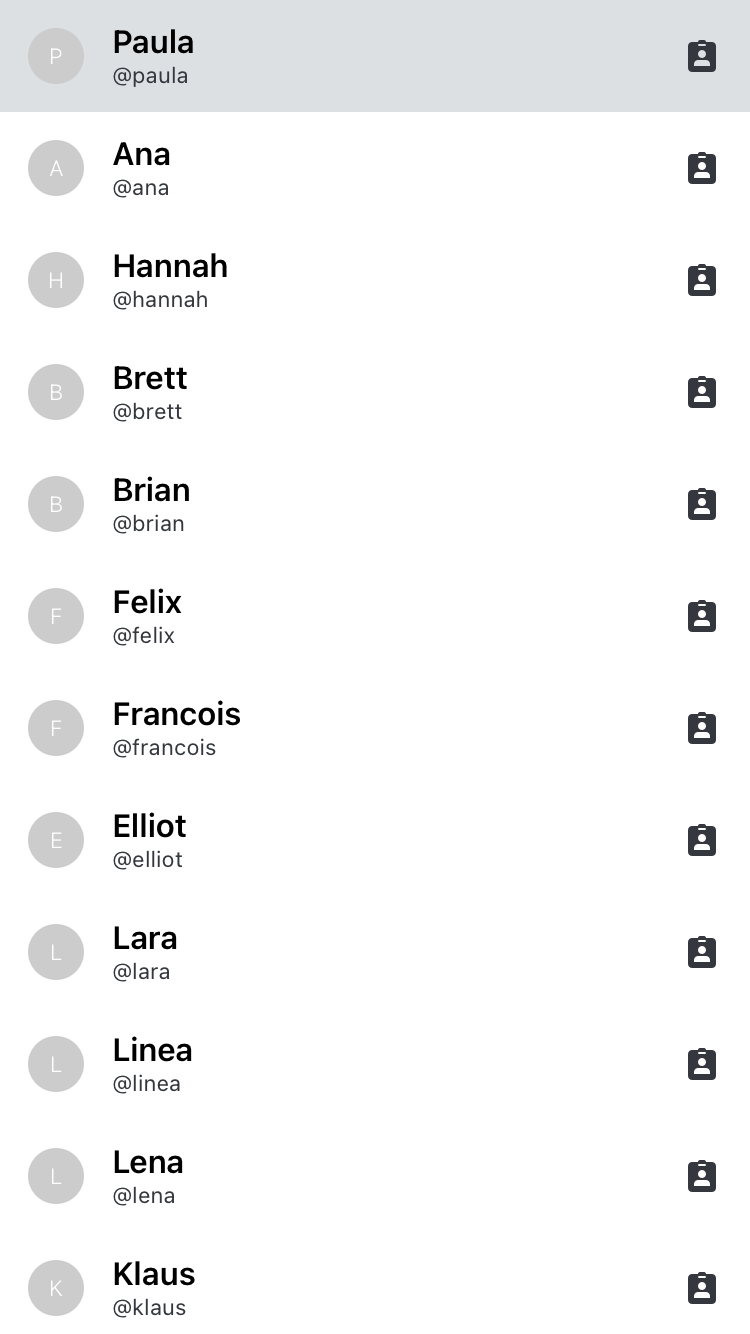 P
Paula
@paula
A
Ana
@ana
H
Hannah
@hannah
B
Brett
@brett
B
Brian
@brian
F
Felix
@felix
F
Francois
@francois
E
Elliot
@elliot
L
Lara
@lara
L
Linea
@linea
L
Lena
@lena
K
Klaus
@klaus